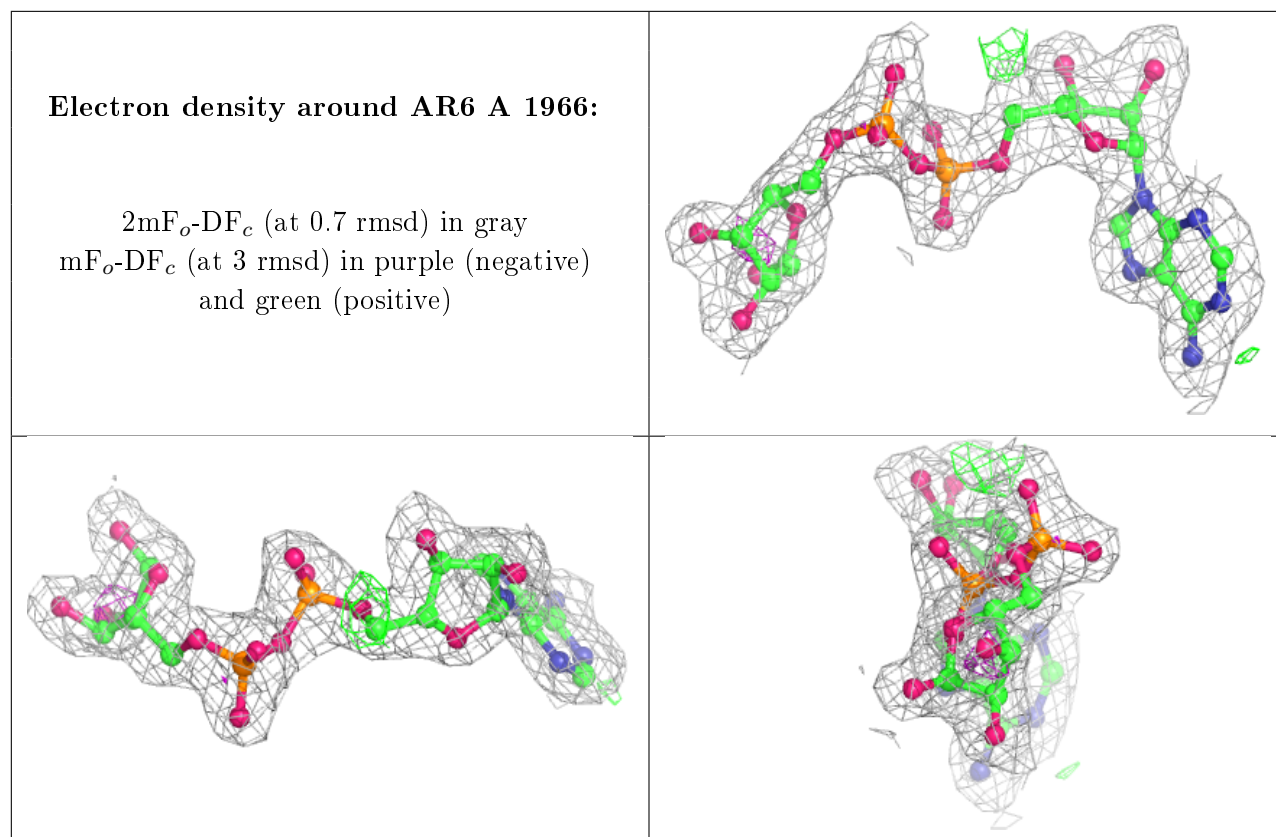 Electron density around AR6 A 1966:
2mFₒ-DF𝒸 (at 0.7 rmsd) in gray
mFₒ-DF𝒸 (at 3 rmsd) in purple (negative)
and green (positive)